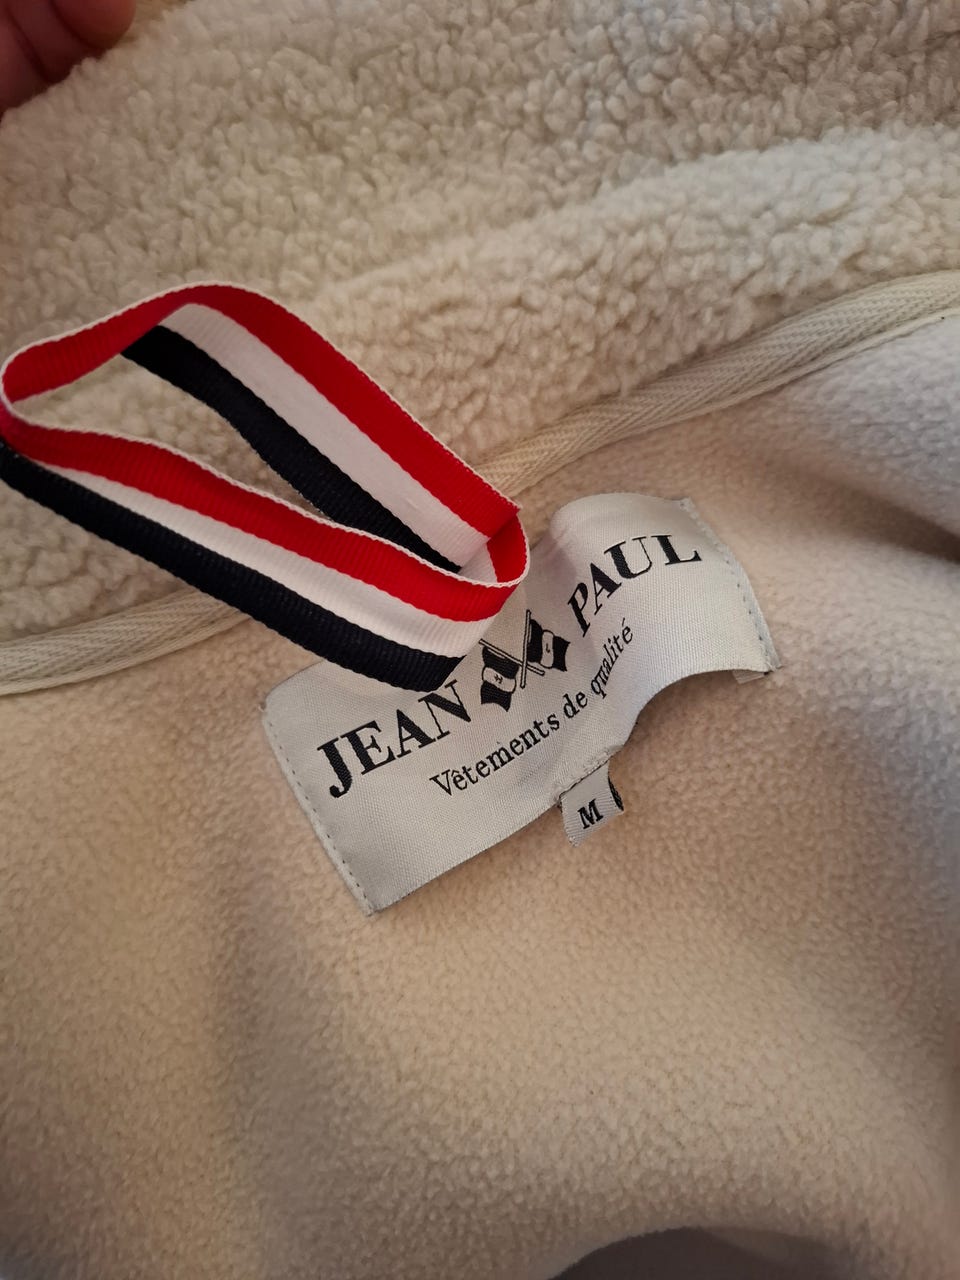 JEAN PAUL
Vêtements de qualité
M